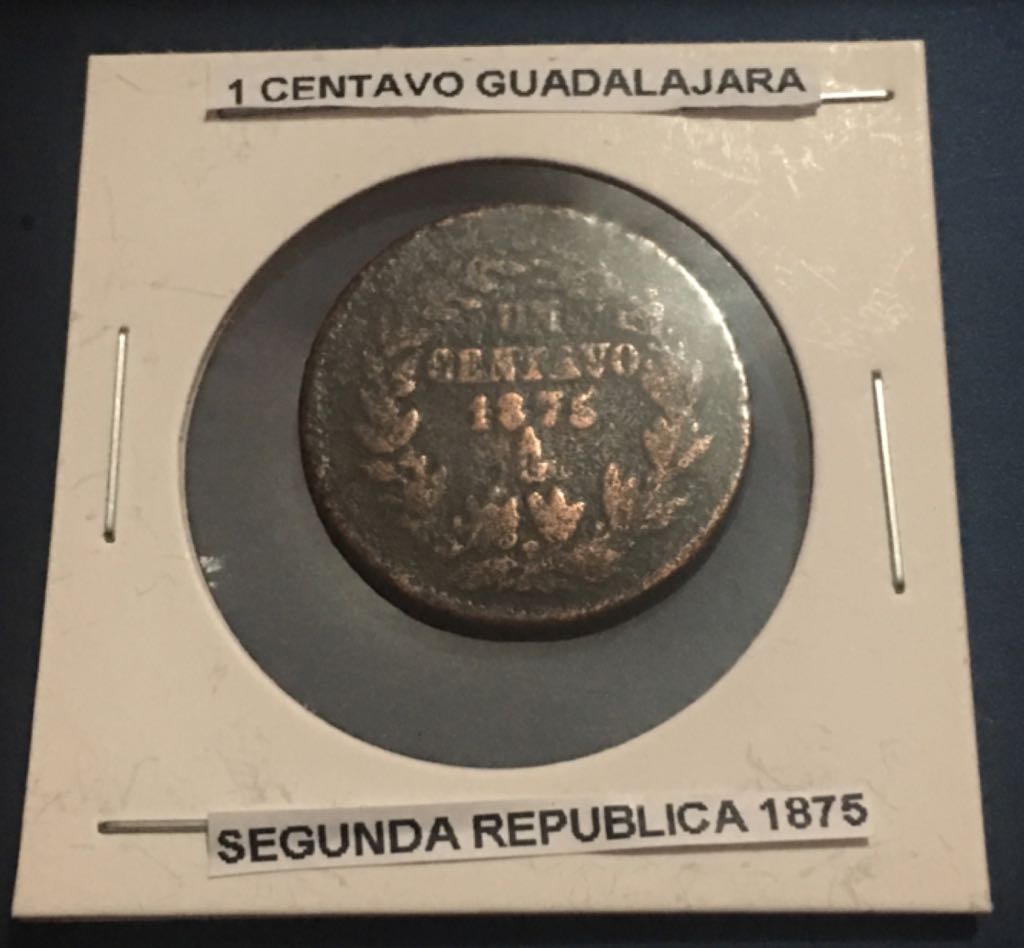 1 CENTAVO GUADALAJARA
UN
CENTAVO
1875
A
SEGUNDA REPUBLICA 1875